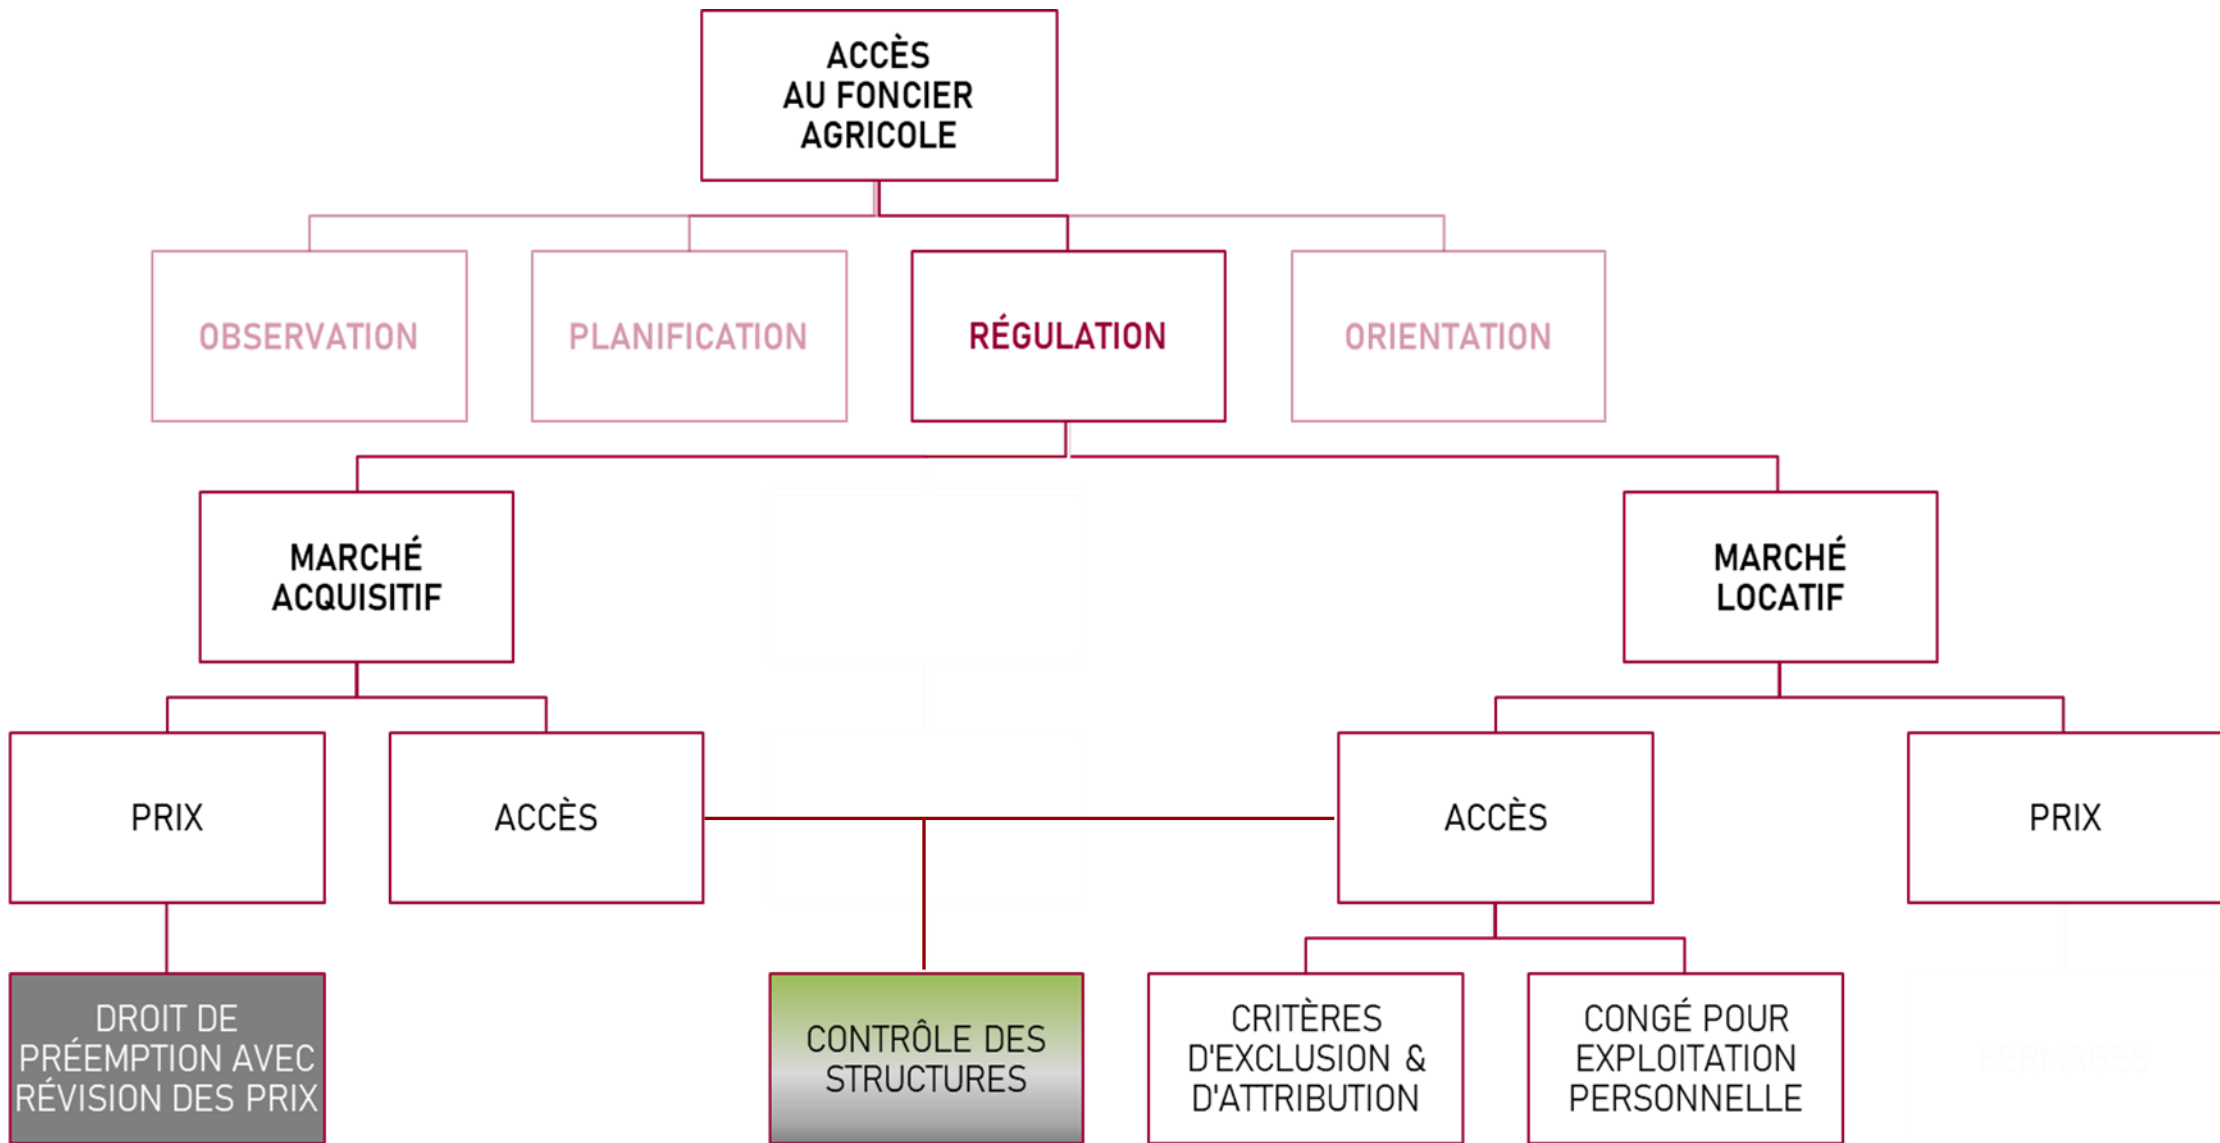 ACCÈS
AU FONCIER
AGRICOLE
OBSERVATION
PLANIFICATION
RÉGULATION
ORIENTATION
MARCHÉ
ACQUISITIF
MARCHÉ
LOCATIF
PRIX
ACCÈS
ACCÈS
PRIX
DROIT DE
PRÉEMPTION AVEC
RÉVISION DES PRIX
CONTRÔLE DES
STRUCTURES
CRITÈRES
D'EXCLUSION &
D'ATTRIBUTION
CONGÉ POUR
EXPLOITATION
PERSONNELLE
FERMAGES